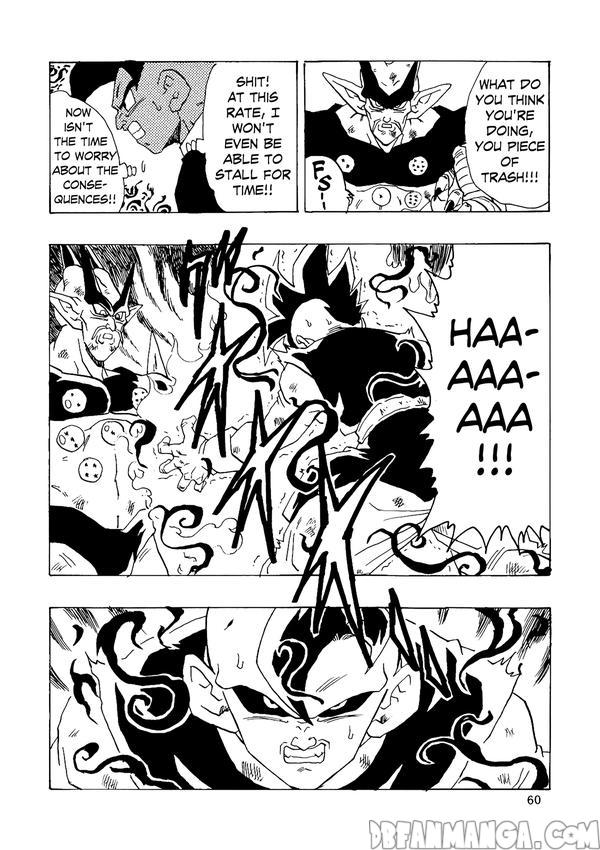 WHAT DO
YOU THINK
YOU'RE
DOING,
YOU PIECE
OF
TRASH!!!
FS-
SHIT!
AT THIS
RATE, I
WON'T
EVEN BE
ABLE TO
STALL FOR
TIME!!
NOW
ISN'T
THE TIME
TO WORRY
ABOUT THE
CONSE-
QUENCES!!
HAA-
AAA-
AAA
!!!
60
DBFANMANGA.COM